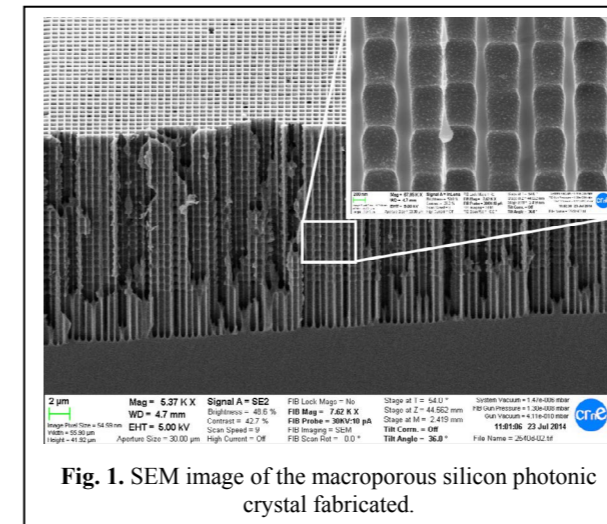 2 µm
Mag = 5.37 K X
WD = 4.7 mm
EHT = 5.00 kV
Image Pixel Size = 54.59 nm
Width = 55.90 µm
Height = 41.92 µm
Aperture Size = 30.00 µm
Signal A = SE2
Brightness = 48.6 %
Contrast = 42.7 %
Scan Speed = 9
High Current = Off
FIB Lock Mags = No
FIB Mag = 7.62 K X
FIB Probe = 30KV:10 pA
FIB Imaging = SEM
FIB Scan Rot = 0.0 °
Stage at T = 54.0 °
Stage at Z = 44.562 mm
Stage at M = 2.419 mm
Tilt Corrn. = Off
Tilt Angle = 36.0 °
System Vacuum = 1.47e-006 mbar
FIB Gun Pressure = 1.30e-008 mbar
Gun Vacuum = 4.11e-010 mbar
11:01:06 23 Jul 2014
File Name = 2640d-02.tif
crne
Fig. 1. SEM image of the macroporous silicon photonic
crystal fabricated.